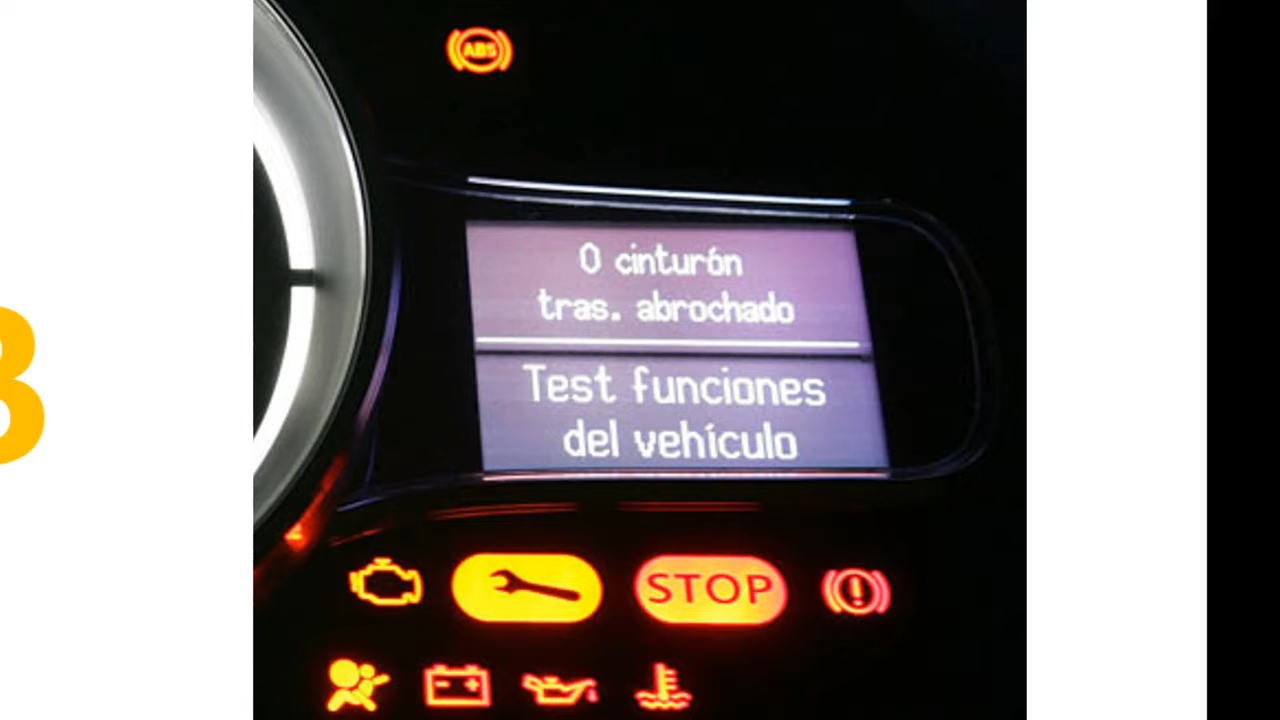 ABS
0 cinturón
tras. abrochado
Test funciones
del vehículo
STOP